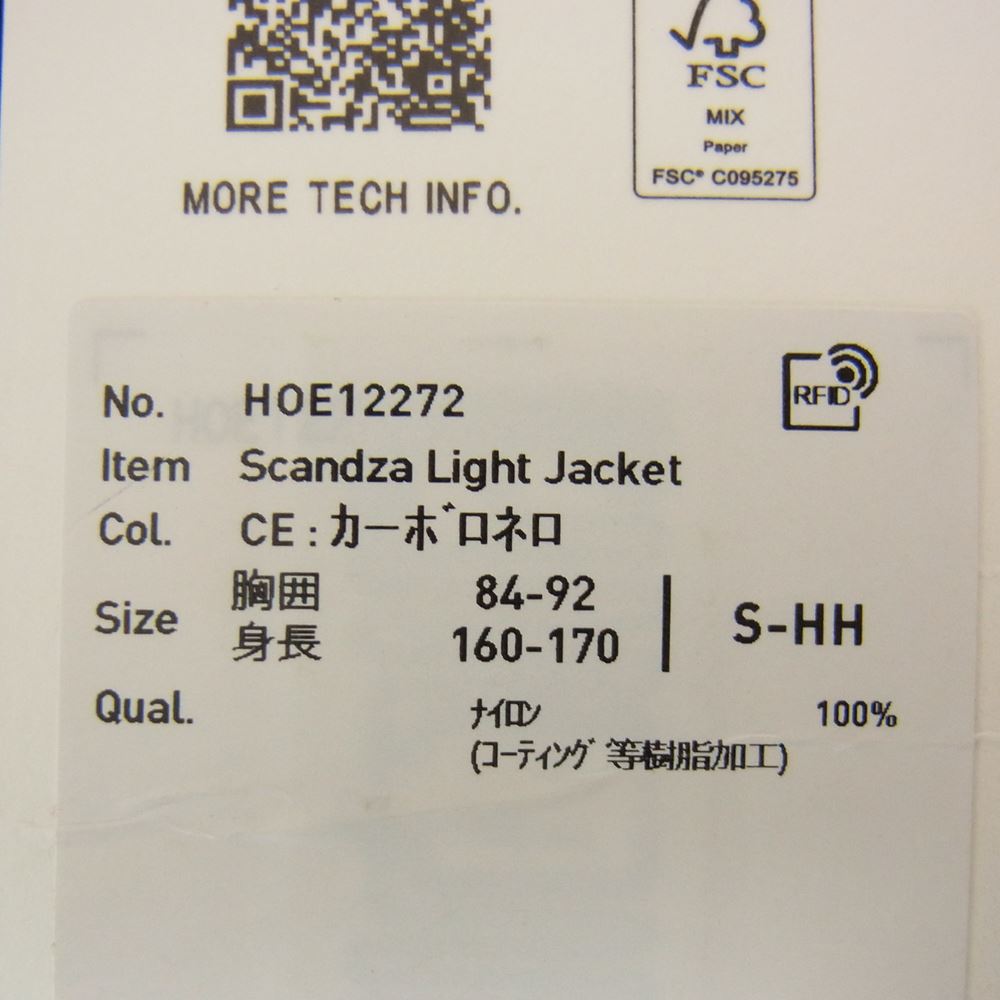 FSC
MIX
Paper
FSC® C095275
MORE TECH INFO.
RFID
No. HOE12272
Item Scandza Light Jacket
Col. CE : カーボロネロ
Size 胸囲 84-92
身長 160-170
S-HH
Qual. ナイロン 100%
(コーティング等樹脂加工)